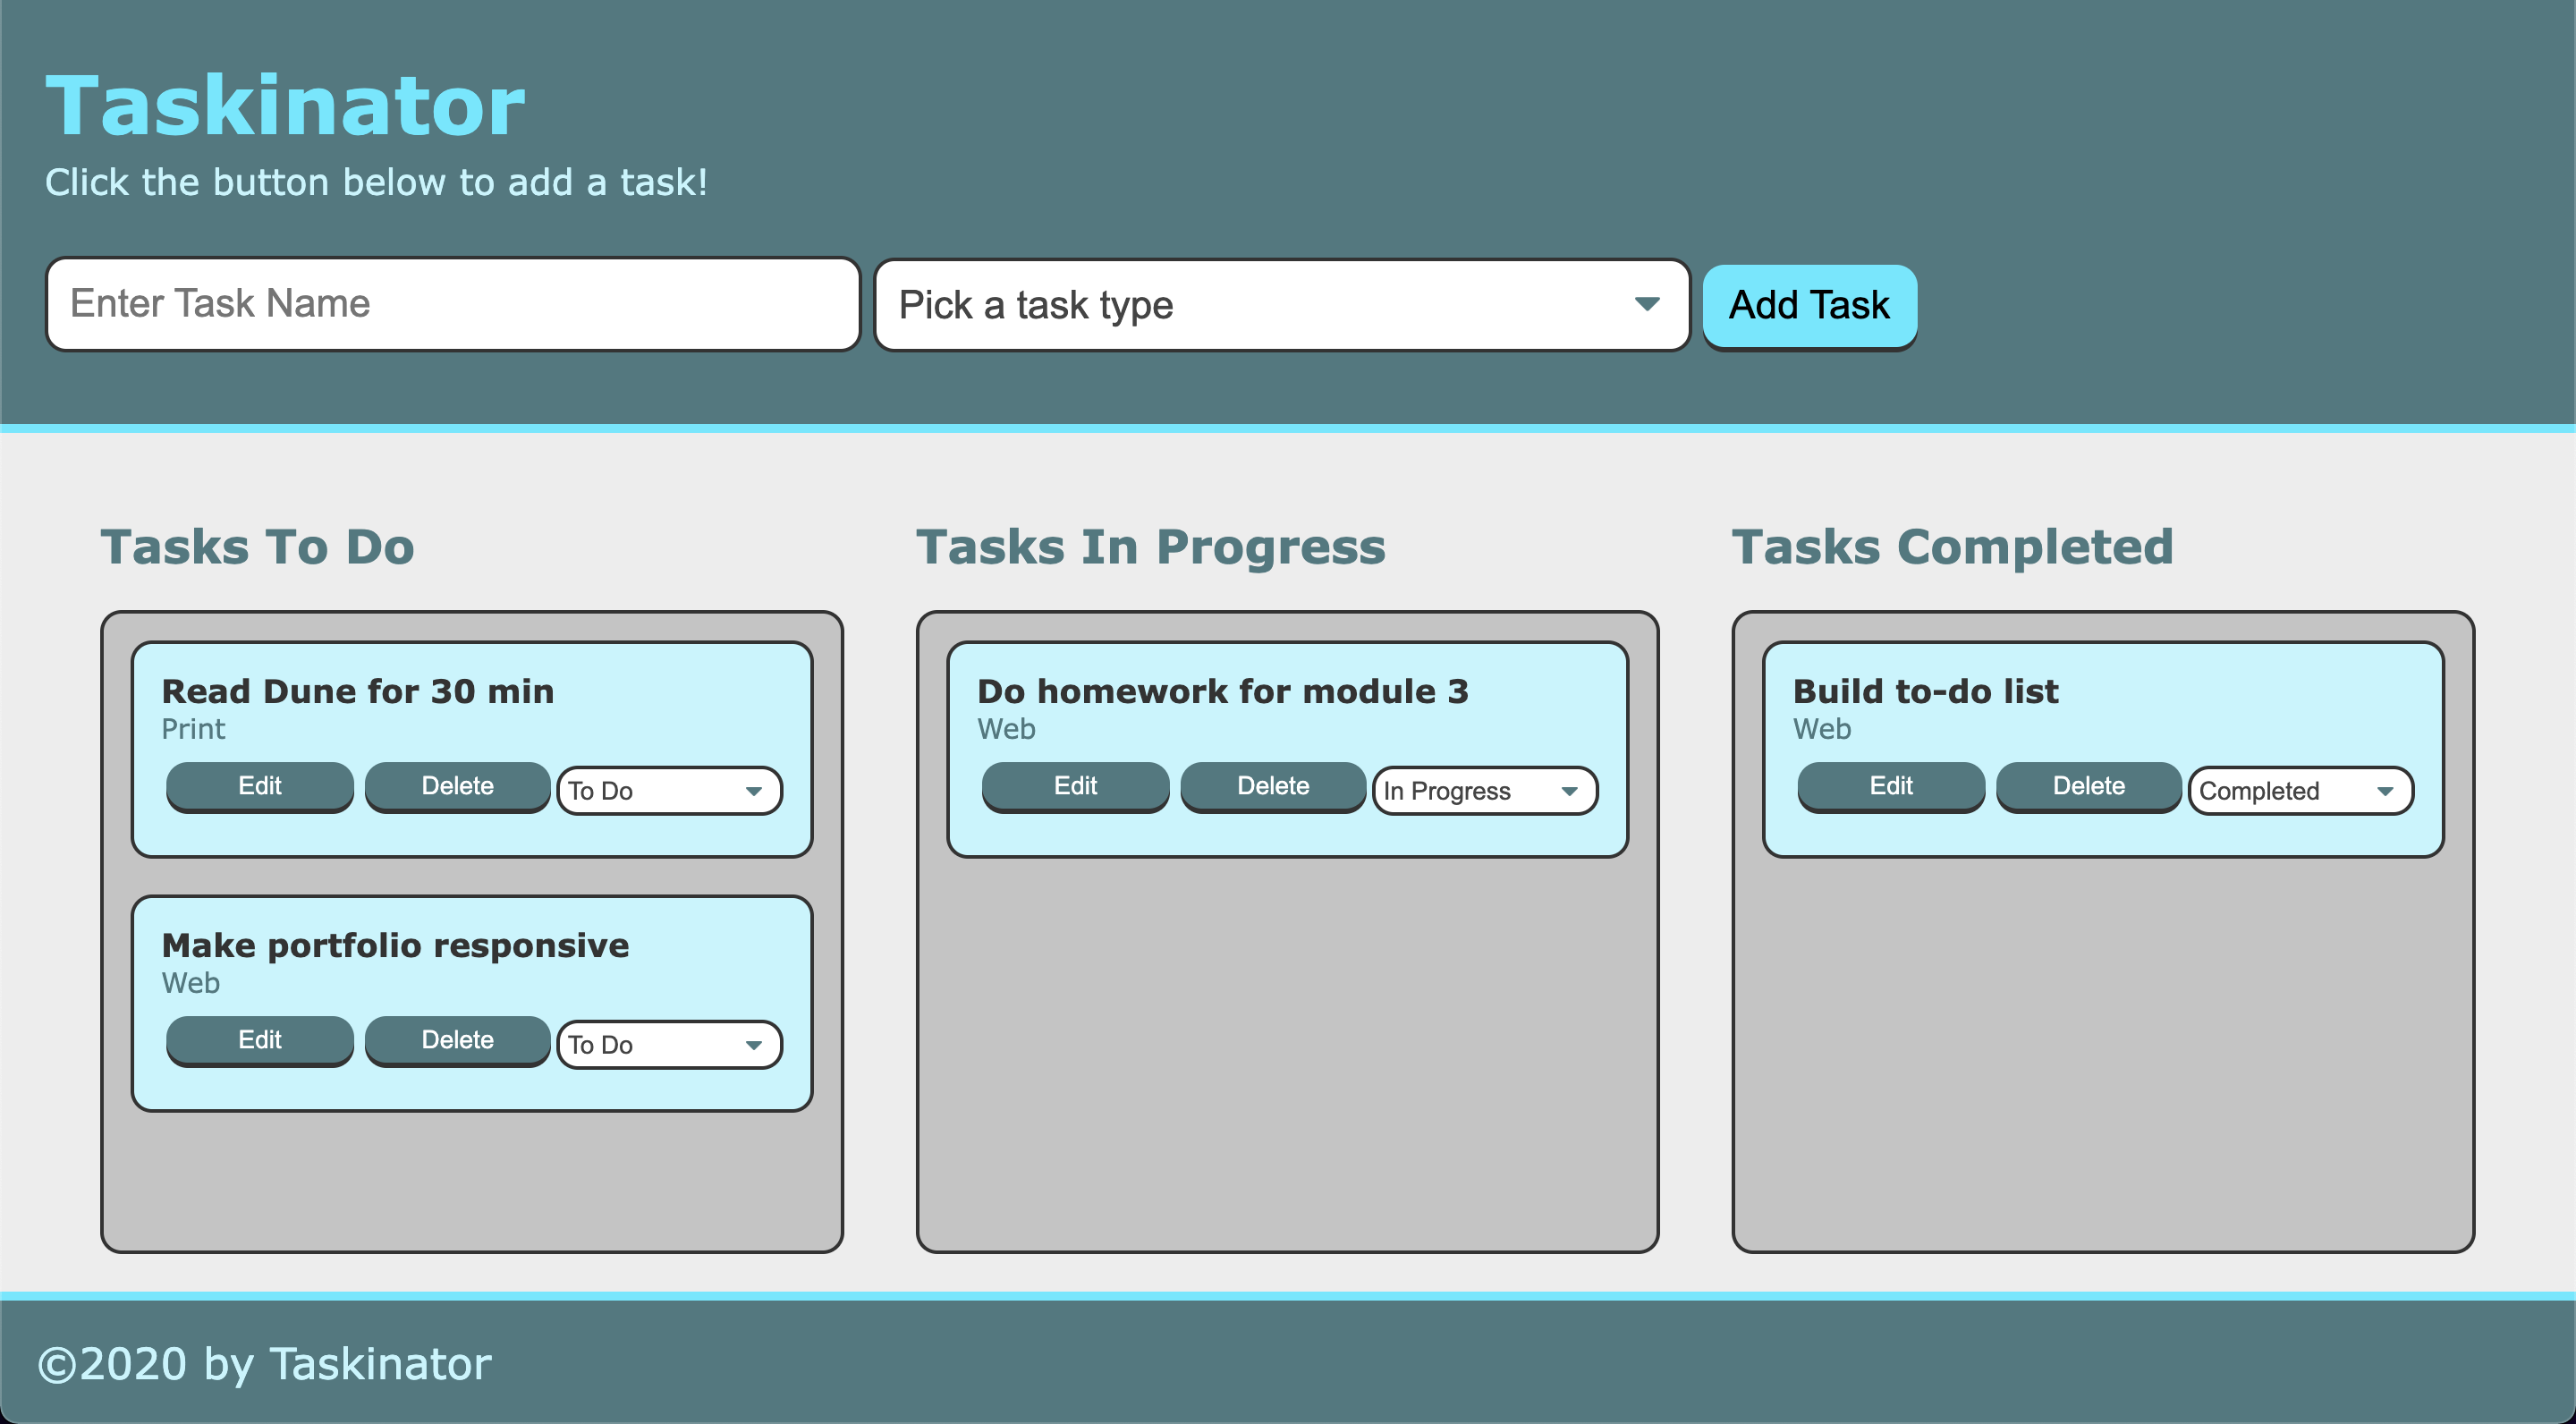 Taskinator
Click the button below to add a task!
Enter Task Name
Pick a task type
Add Task
Tasks To Do
Read Dune for 30 min
Print
Edit
Delete
To Do
Make portfolio responsive
Web
Edit
Delete
To Do
Tasks In Progress
Do homework for module 3
Web
Edit
Delete
In Progress
Tasks Completed
Build to-do list
Web
Edit
Delete
Completed
©2020 by Taskinator